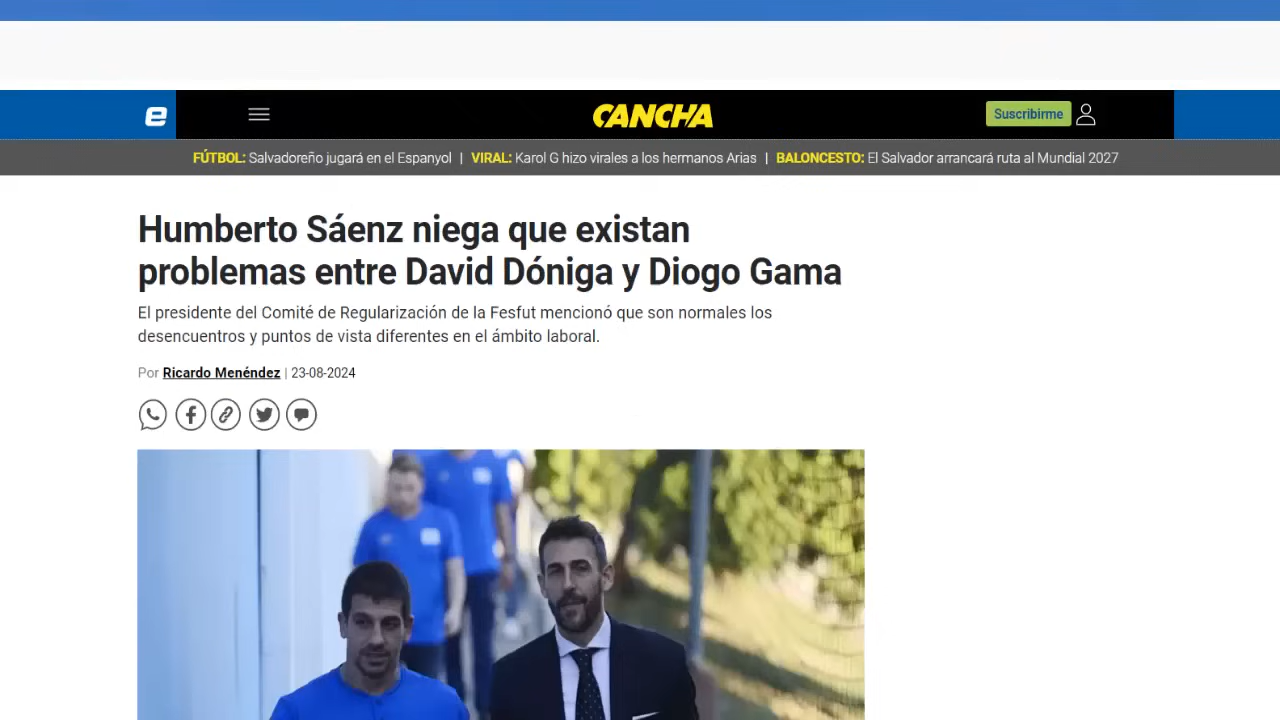 e
CANCHA
Suscribirme
FÚTBOL: Salvadoreño jugará en el Espanyol | VIRAL: Karol G hizo virales a los hermanos Arias | BALONCESTO: El Salvador arrancará ruta al Mundial 2027
Humberto Sáenz niega que existan
problemas entre David Dóniga y Diogo Gama
El presidente del Comité de Regularización de la Fesfut mencionó que son normales los
desencuentros y puntos de vista diferentes en el ámbito laboral.
Por Ricardo Menéndez | 23-08-2024